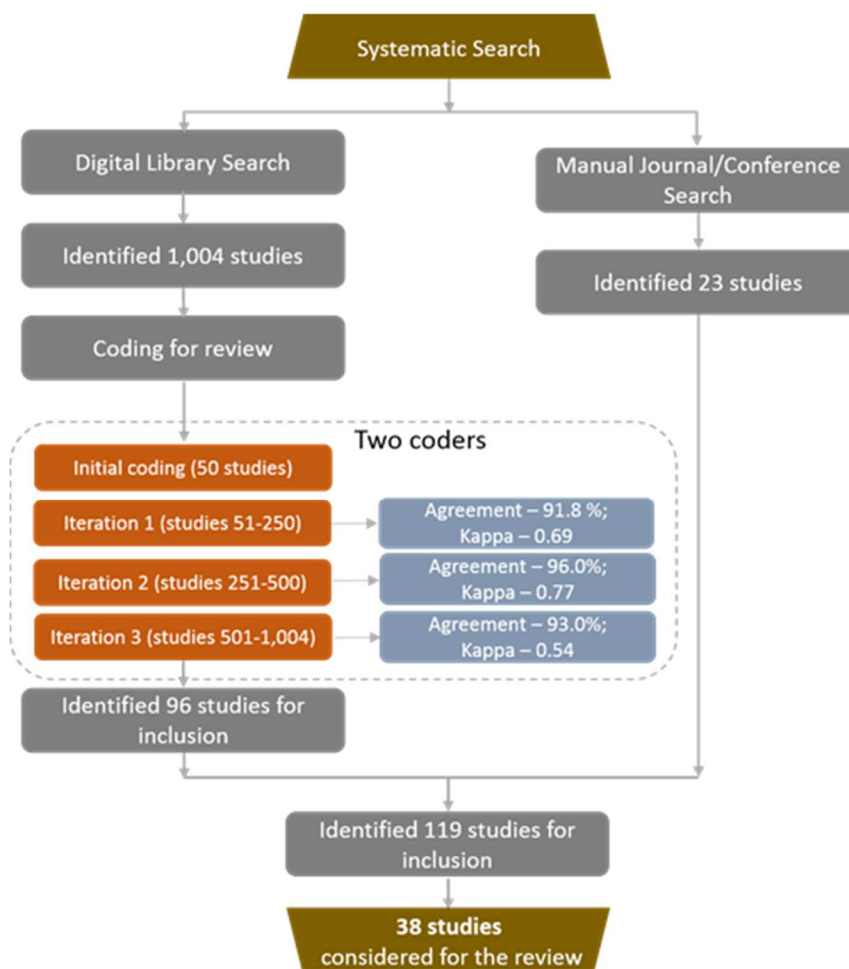 Systematic Search
Digital Library Search
Manual Journal/Conference
Search
Identified 1,004 studies
Identified 23 studies
Coding for review
Two coders
Initial coding (50 studies)
Iteration 1 (studies 51-250)
Agreement – 91.8 %;
Kappa – 0.69
Iteration 2 (studies 251-500)
Agreement – 96.0%;
Kappa – 0.77
Iteration 3 (studies 501-1,004)
Agreement – 93.0%;
Kappa – 0.54
Identified 96 studies for
inclusion
Identified 119 studies for
inclusion
38 studies
considered for the review